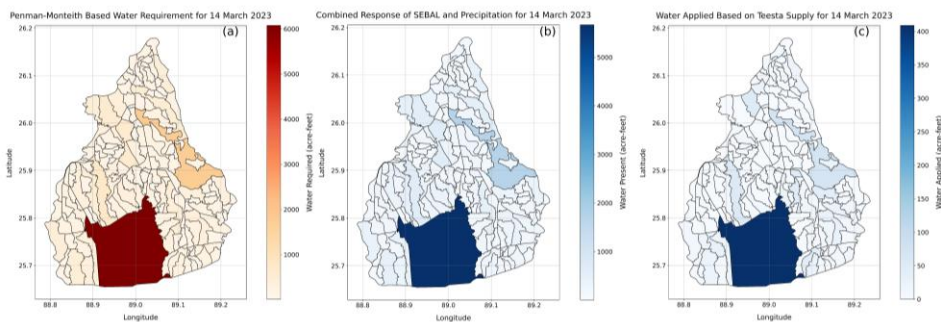 Penman-Monteith Based Water Requirement for 14 March 2023
(a)
26.2
26.1
26.0
25.9
25.8
25.7
Latitude
88.8 88.9 89.0 89.1 89.2
Longitude
6000
5000
4000
3000
2000
1000
Water Required (acre-feet)
Combined Response of SEBAL and Precipitation for 14 March 2023
(b)
26.2
26.1
26.0
25.9
25.8
25.7
Latitude
88.8 88.9 89.0 89.1 89.2
Longitude
5000
4000
3000
2000
1000
Water Present (acre-feet)
Water Applied Based on Teesta Supply for 14 March 2023
(c)
26.2
26.1
26.0
25.9
25.8
25.7
Latitude
88.8 88.9 89.0 89.1 89.2
Longitude
400
350
300
250
200
150
100
50
0
Water Applied (acre-feet)